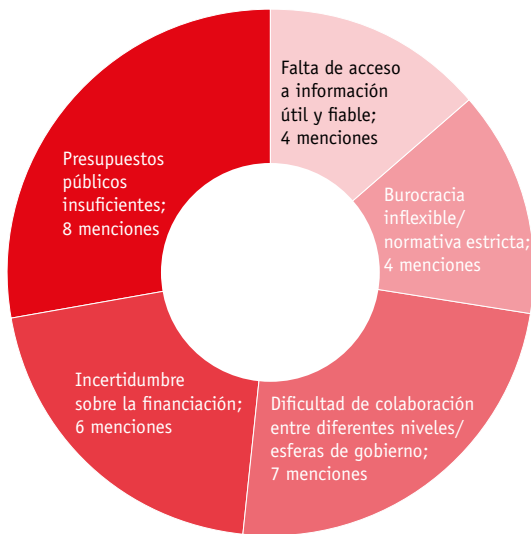 Falta de acceso
a información
útil y fiable;
4 menciones
Burocracia
inflexible/
normativa estricta;
4 menciones
Dificultad de colaboración
entre diferentes niveles/
esferas de gobierno;
7 menciones
Incertidumbre
sobre la financiación;
6 menciones
Presupuestos
públicos
insuficientes;
8 menciones